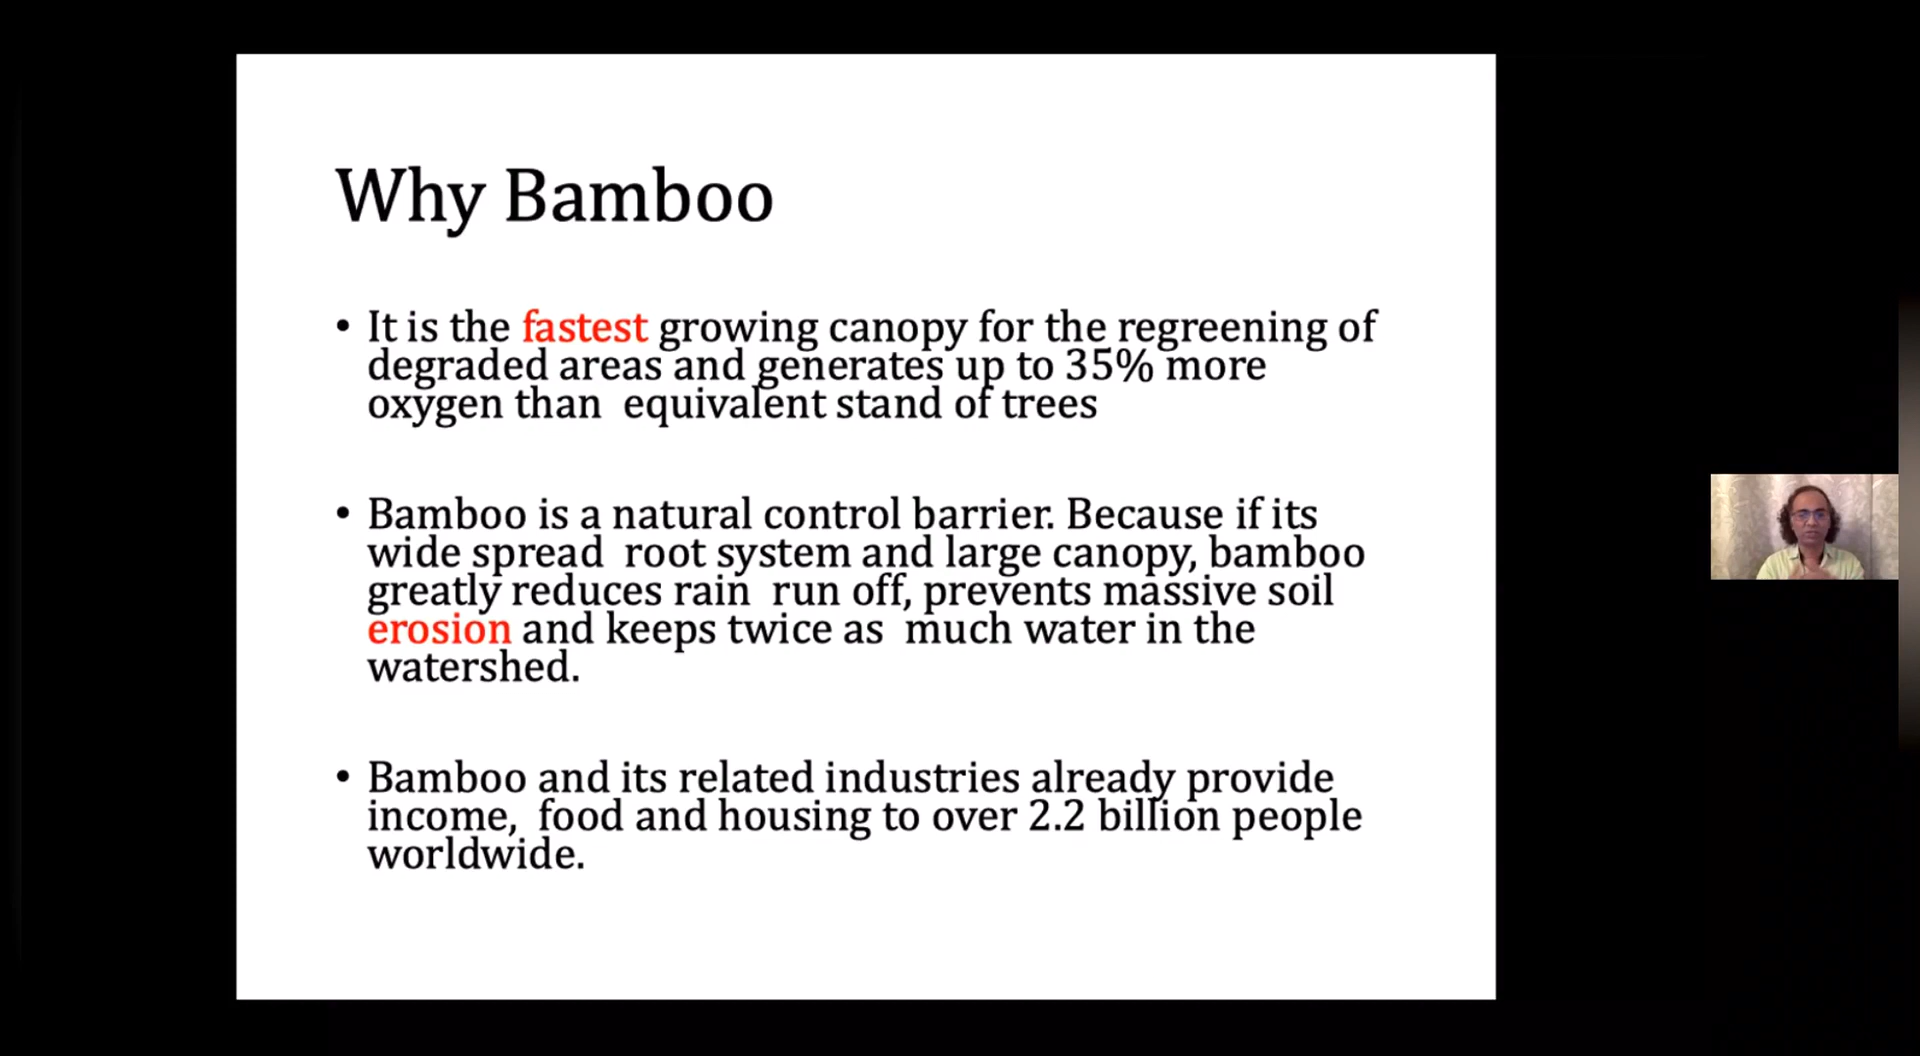 Why Bamboo
• It is the fastest growing canopy for the regreening of
degraded areas and generates up to 35% more
oxygen than equivalent stand of trees
• Bamboo is a natural control barrier. Because if its
wide spread root system and large canopy, bamboo
greatly reduces rain run off, prevents massive soil
erosion and keeps twice as much water in the
watershed.
• Bamboo and its related industries already provide
income, food and housing to over 2.2 billion people
worldwide.